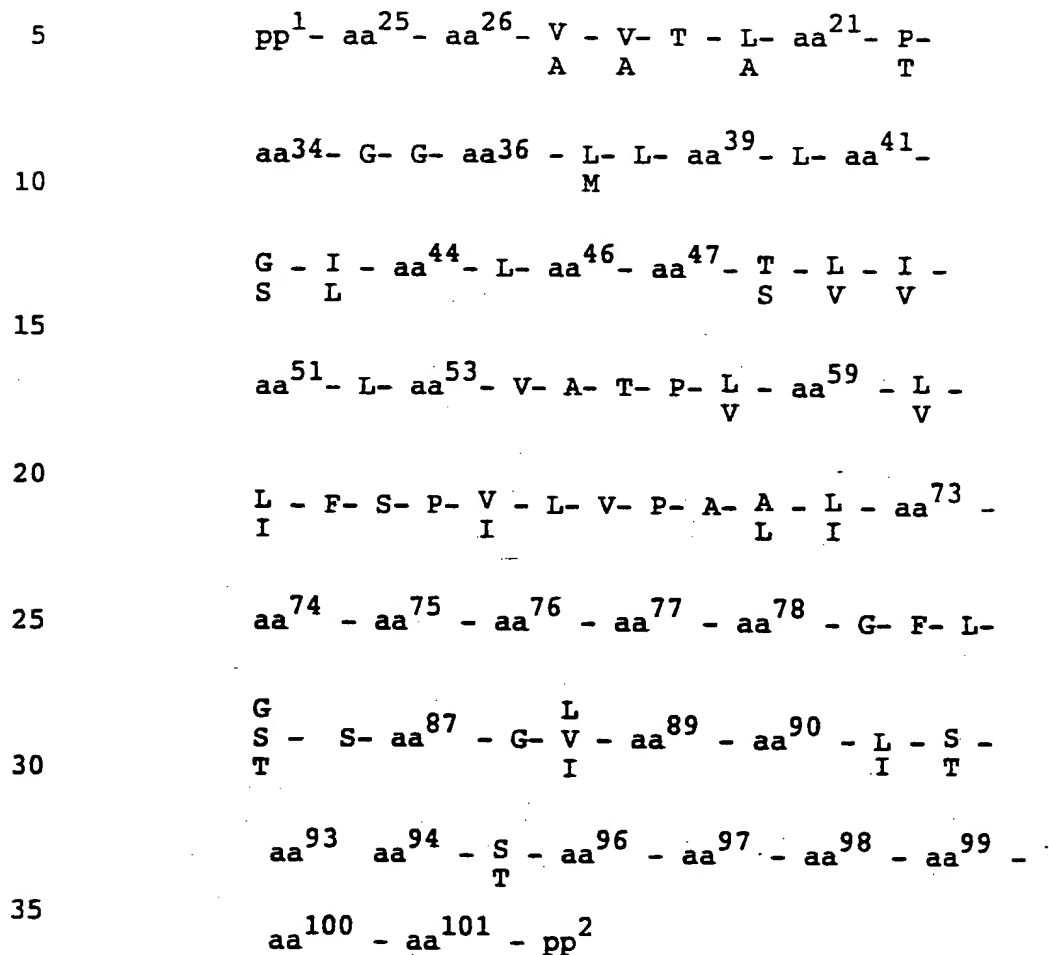 5 pp1- aa25- aa26- V - V- T - L- aa21- P-
A A A T
aa34- G- G- aa36 - L- L- aa39- L- aa41-
10 M
G - I - aa44- L- aa46- aa47- T - L - I -
S L S V V
15
aa51- L- aa53- V- A- T- P- L - aa59 - L -
V V
20
L - F- S- P- V - L- V- P- A- A - L - aa73 -
I I L I
25 aa74 - aa75 - aa76 - aa77 - aa78 - G- F- L-
G L
S - S- aa87 - G- V - aa89 - aa90 - L - S -
30 T I I T
aa93 aa94 - S - aa96 - aa97 - aa98 - aa99 -
T
35
aa100 - aa101 - pp2